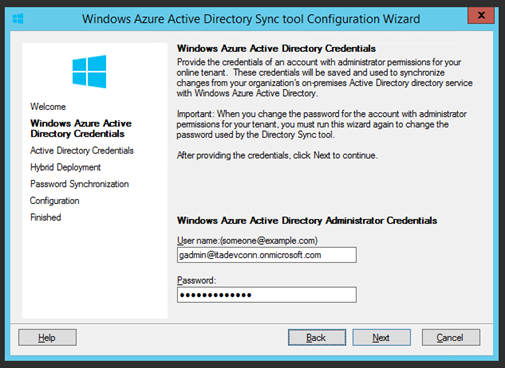 Windows Azure Active Directory Sync tool Configuration Wizard
x
Welcome
Windows Azure Active
Directory Credentials
Active Directory Credentials
Hybrid Deployment
Password Synchronization
Configuration
Finished
Windows Azure Active Directory Credentials
Provide the credentials of an account with administrator permissions for your
online tenant. These credentials will be saved and used to synchronize
changes from your organization's on-premises Active directory directory service
with Windows Azure Active Directory.
Important: When you change the password for the account with administrator
permissions for your tenant, you must run this wizard again to change the
password used by the Directory Sync tool.
After providing the credentials, click Next to continue.
Windows Azure Active Directory Administrator Credentials
User name:(someone@example.com)
gadmin@itadevconn.onmicrosoft.com
Password:
●●●●●●●●●●●●●
Help
Back
Next
Cancel